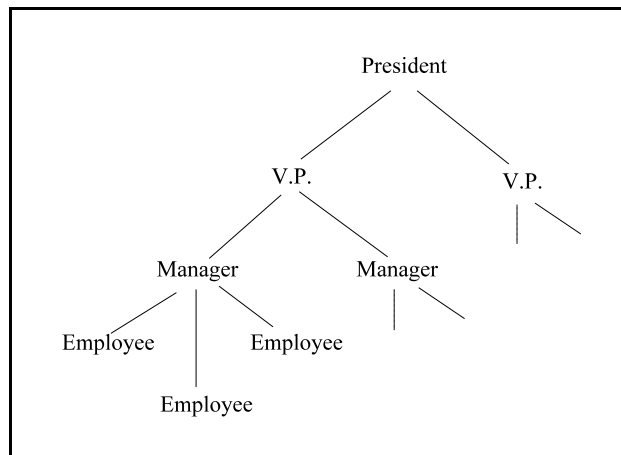 President
V.P.
V.P.
Manager
Manager
Employee
Employee
Employee